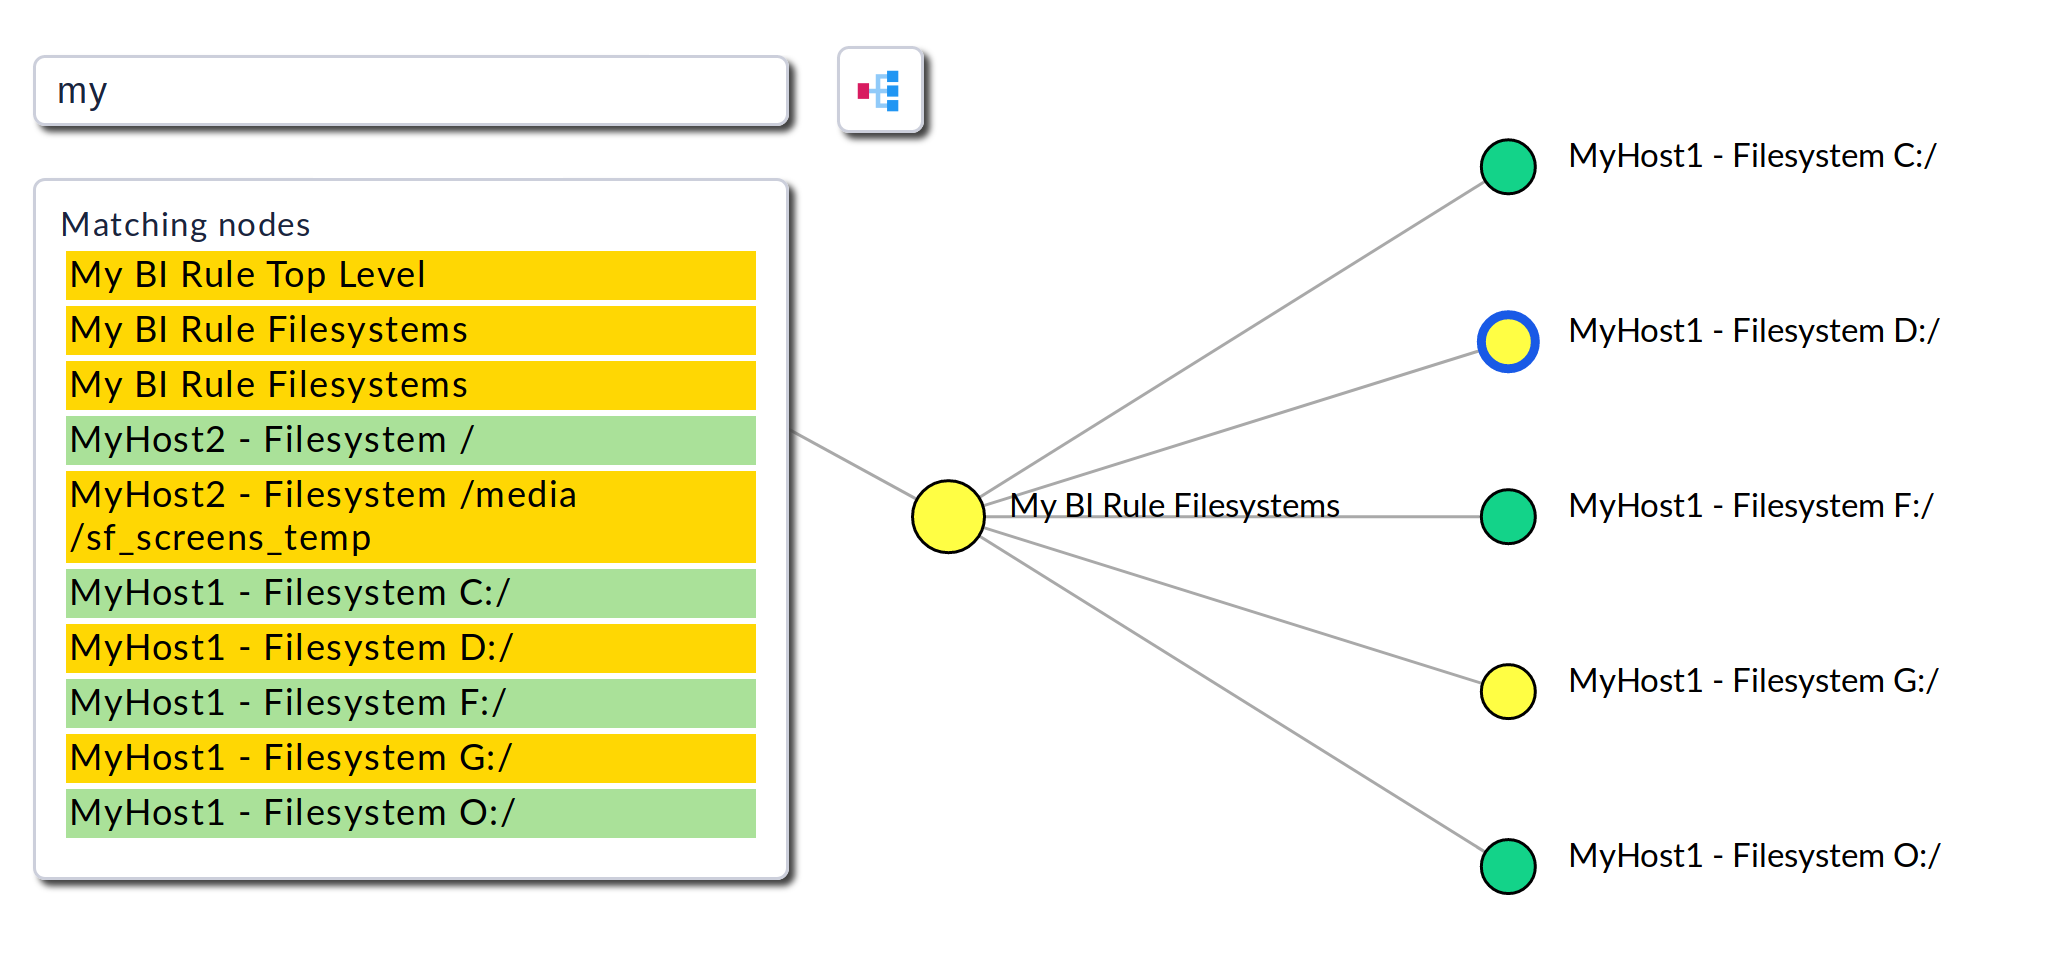 my
Matching nodes
My BI Rule Top Level
My BI Rule Filesystems
My BI Rule Filesystems
MyHost2 - Filesystem /
MyHost2 - Filesystem /media
/sf_screens_temp
MyHost1 - Filesystem C:/
MyHost1 - Filesystem D:/
MyHost1 - Filesystem F:/
MyHost1 - Filesystem G:/
MyHost1 - Filesystem O:/
My BI Rule Filesystems
MyHost1 - Filesystem C:/
MyHost1 - Filesystem D:/
MyHost1 - Filesystem F:/
MyHost1 - Filesystem G:/
MyHost1 - Filesystem O:/